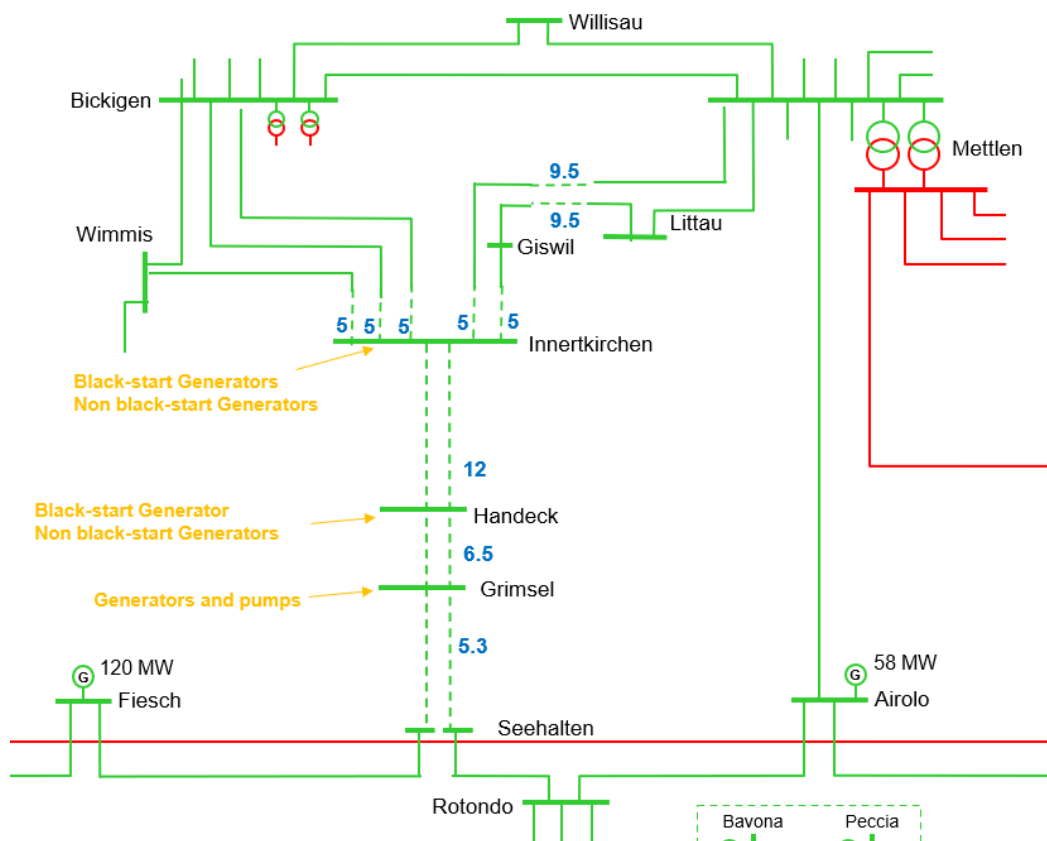 Willisau
Bickigen
Mettlen
9.5
9.5
Littau
Giswil
Wimmis
5
5
5
5
5
Innertkirchen
Black-start Generators
Non black-start Generators
12
Black-start Generator
Non black-start Generators
Handeck
6.5
Generators and pumps
Grimsel
5.3
G
120 MW
Fiesch
G
58 MW
Airolo
Seehalten
Rotondo
Bavona
Peccia